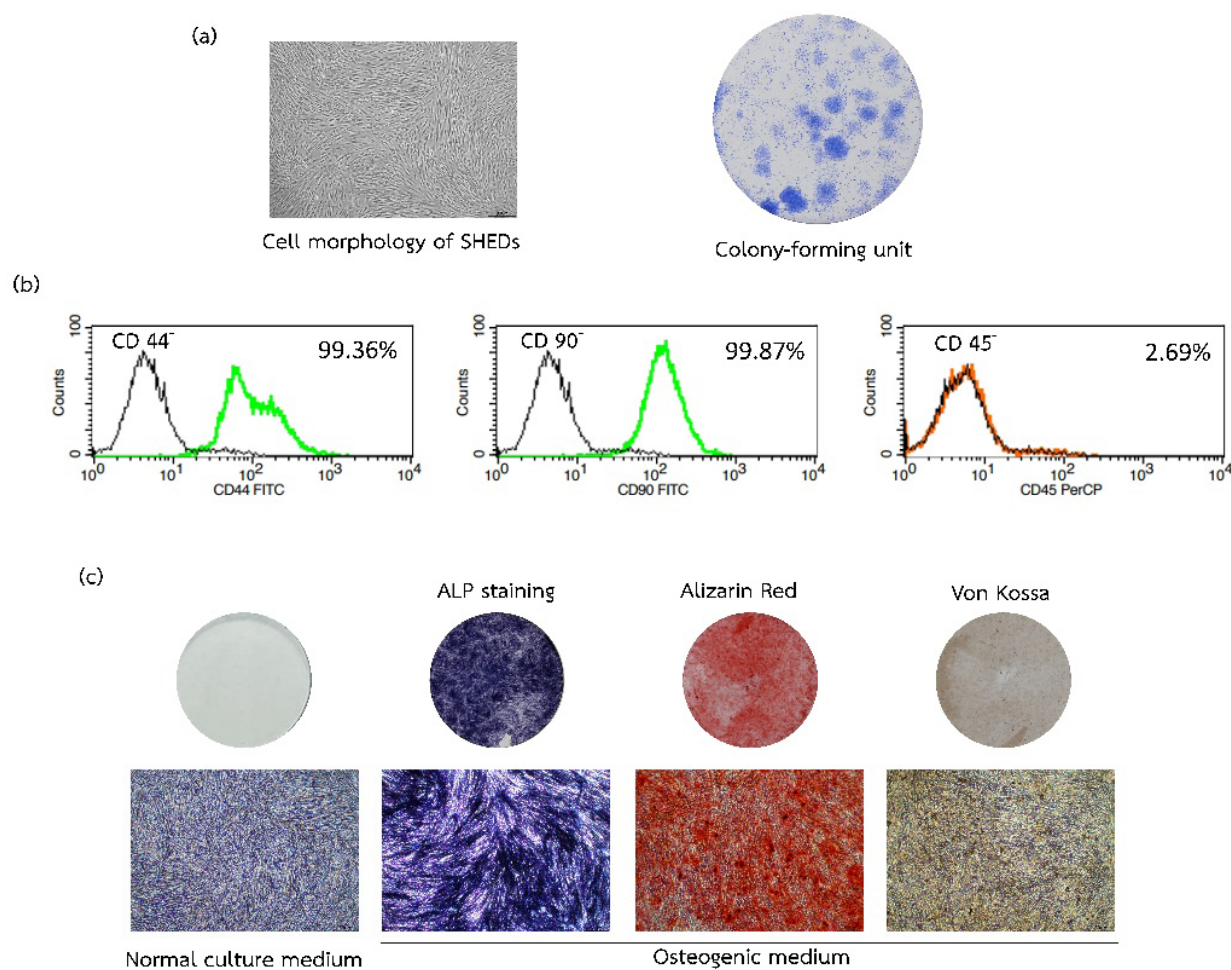 (a)
Cell morphology of SHEDs
Colony-forming unit
(b)
100
CD 44⁻
99.36%
Counts
0
10⁰ 10¹ 10² 10³ 10⁴
CD44 FITC
100
CD 90⁻
99.87%
Counts
0
10⁰ 10¹ 10² 10³ 10⁴
CD90 FITC
100
CD 45⁻
2.69%
Counts
0
10⁰ 10¹ 10² 10³ 10⁴
CD45 PerCP
(c)
ALP staining
Alizarin Red
Von Kossa
Normal culture medium
Osteogenic medium